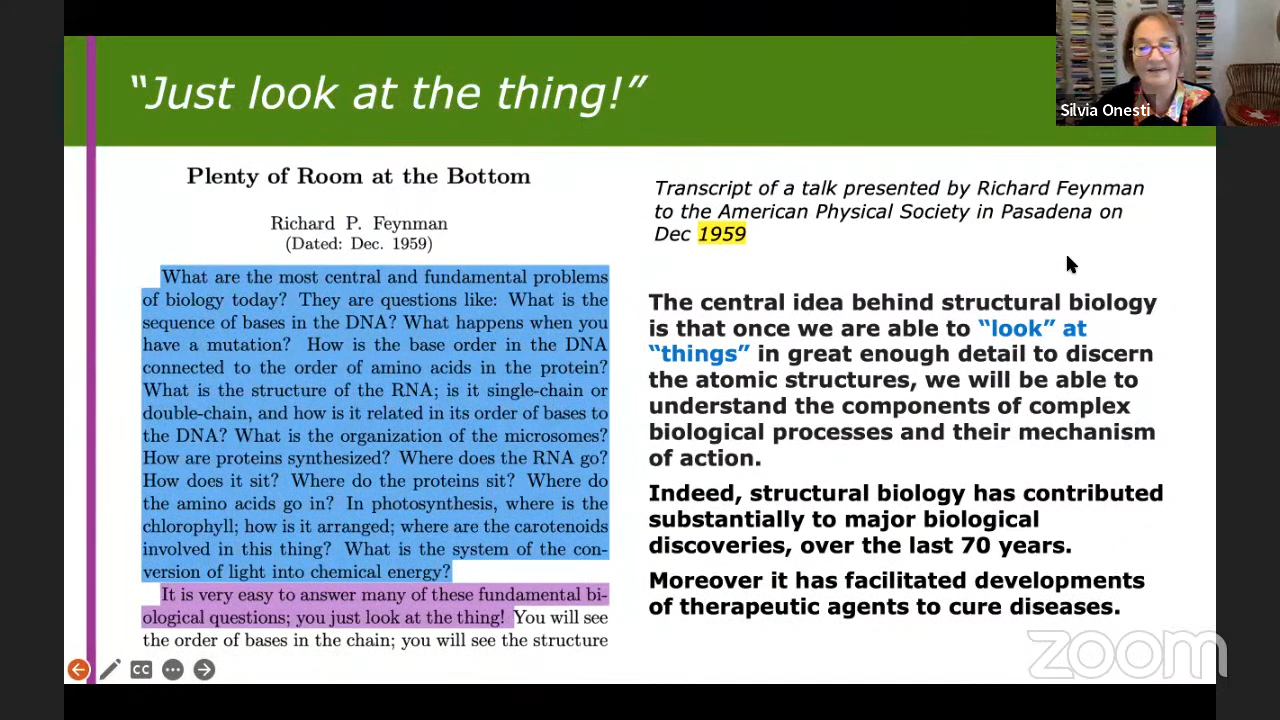 “Just look at the thing!”
Silvia Onesti
Plenty of Room at the Bottom
Richard P. Feynman
(Dated: Dec. 1959)
What are the most central and fundamental problems
of biology today? They are questions like: What is the
sequence of bases in the DNA? What happens when you
have a mutation? How is the base order in the DNA
connected to the order of amino acids in the protein?
What is the structure of the RNA; is it single-chain or
double-chain, and how is it related in its order of bases to
the DNA? What is the organization of the microsomes?
How are proteins synthesized? Where does the RNA go?
How does it sit? Where do the proteins sit? Where do
the amino acids go in? In photosynthesis, where is the
chlorophyll; how is it arranged; where are the carotenoids
involved in this thing? What is the system of the con-
version of light into chemical energy?
It is very easy to answer many of these fundamental bi-
ological questions; you just look at the thing! You will see
the order of bases in the chain; you will see the structure
Transcript of a talk presented by Richard Feynman
to the American Physical Society in Pasadena on
Dec 1959
The central idea behind structural biology
is that once we are able to “look” at
“things” in great enough detail to discern
the atomic structures, we will be able to
understand the components of complex
biological processes and their mechanism
of action.
Indeed, structural biology has contributed
substantially to major biological
discoveries, over the last 70 years.
Moreover it has facilitated developments
of therapeutic agents to cure diseases.
CC
zoom